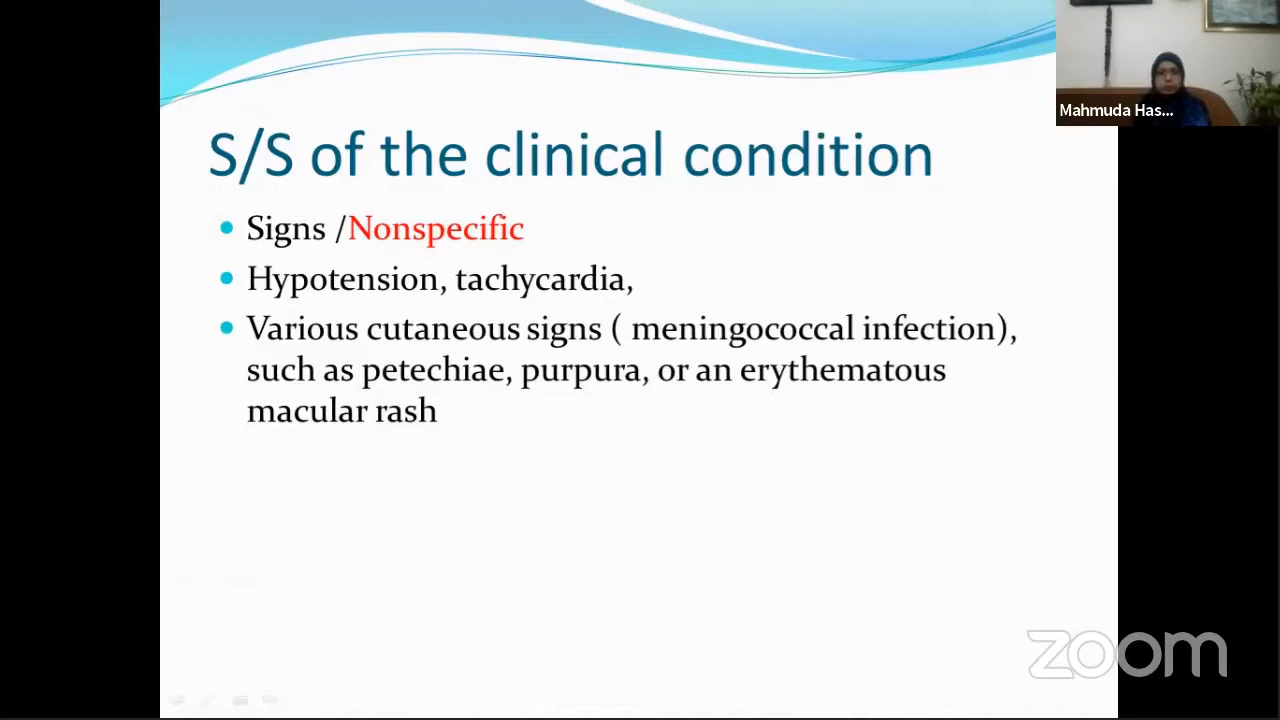 Mahmuda Has...
S/S of the clinical condition
Signs /Nonspecific
Hypotension, tachycardia,
Various cutaneous signs ( meningococcal infection),
such as petechiae, purpura, or an erythematous
macular rash
zoom